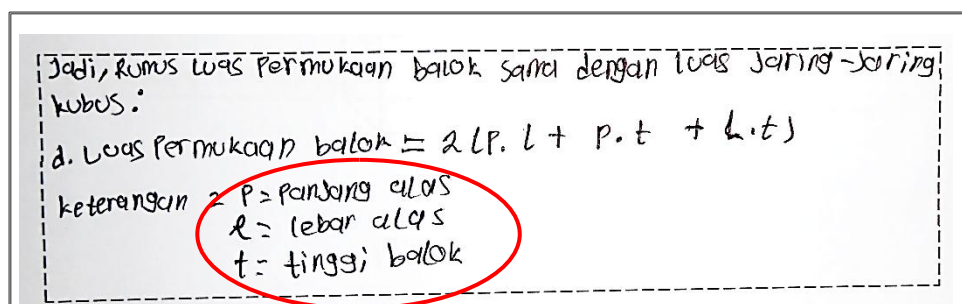 Jadi, Rumus luas Permukaan balok sama dengan luas Jaring-Jaring
kubus:
d. Luas Permukaan balok = 2(P. l + p. t + L.t)
keterangan = P = Panjang alas
l = lebar alas
t = tinggi balok